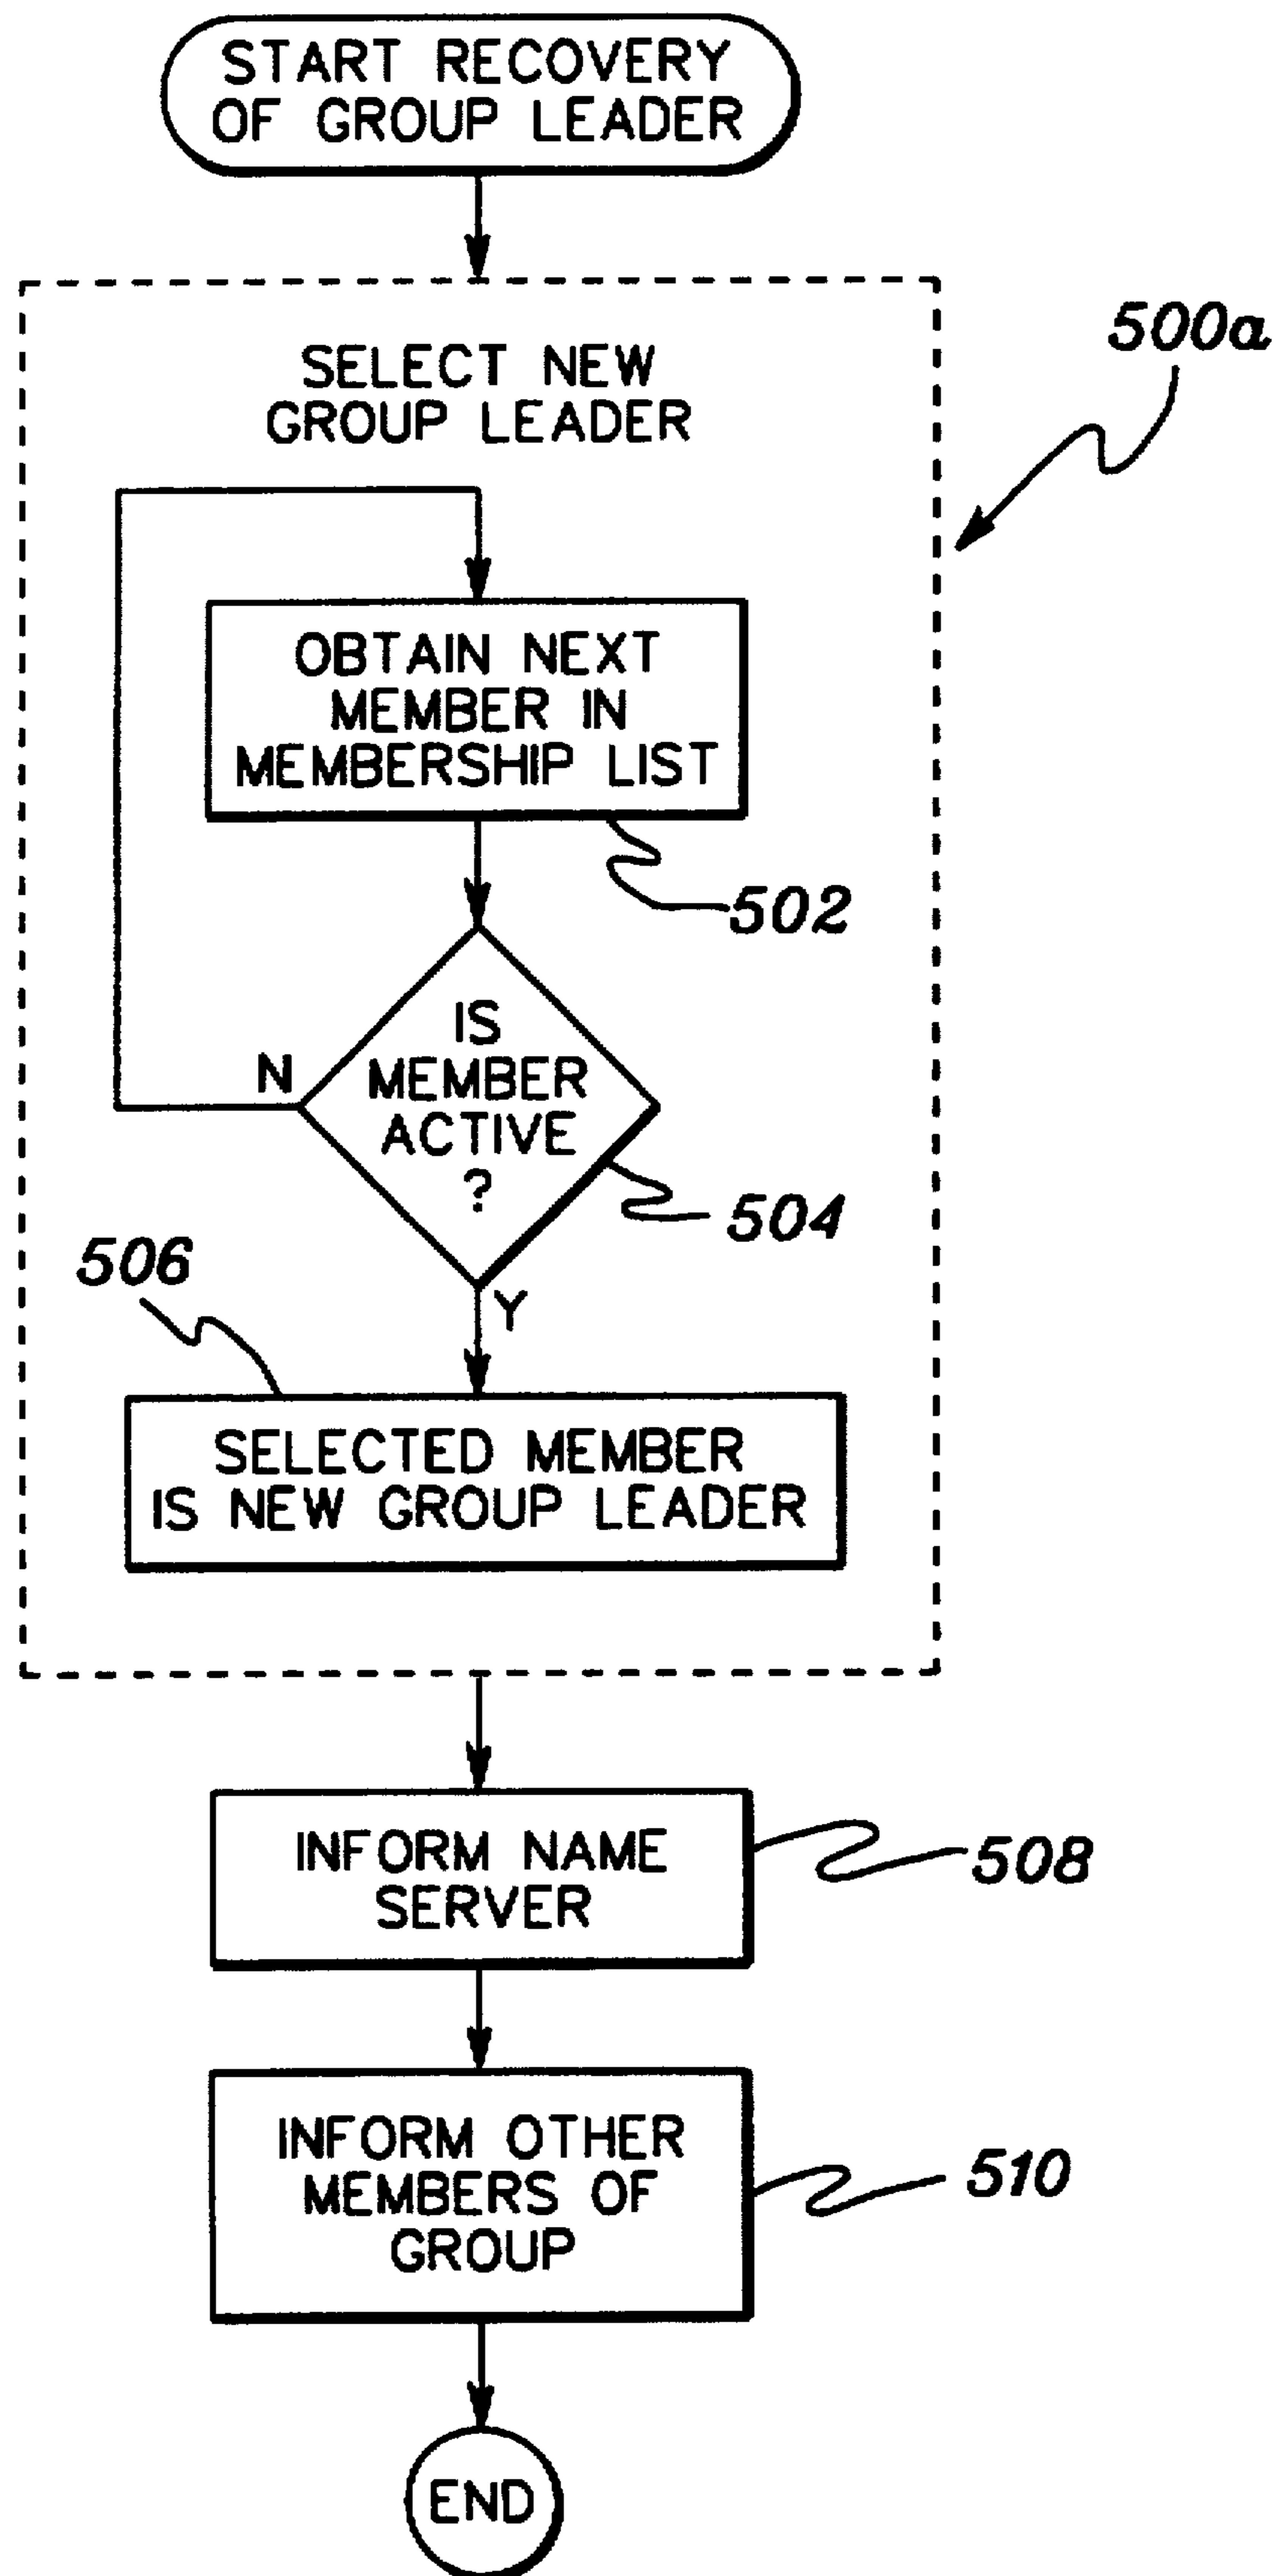 START RECOVERY
OF GROUP LEADER
500a
SELECT NEW
GROUP LEADER
OBTAIN NEXT
MEMBER IN
MEMBERSHIP LIST
502
IS
MEMBER
ACTIVE
?
N
504
506
Y
SELECTED MEMBER
IS NEW GROUP LEADER
INFORM NAME
SERVER
508
INFORM OTHER
MEMBERS OF
GROUP
510
END